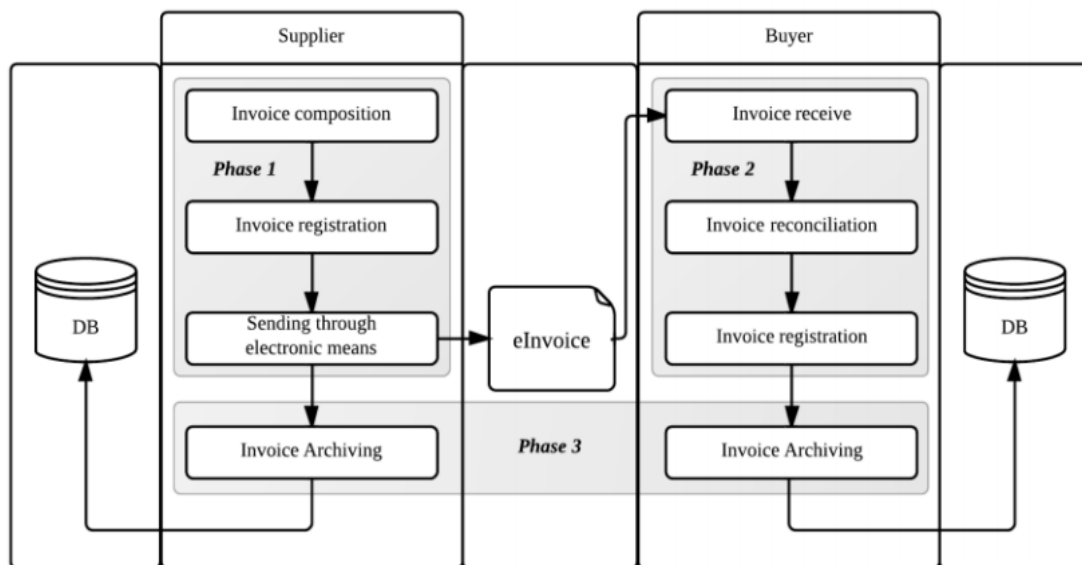 Supplier
Buyer
Invoice composition
Phase 1
Invoice registration
Sending through
electronic means
Invoice Archiving
DB
eInvoice
Phase 3
Invoice receive
Phase 2
Invoice reconciliation
Invoice registration
Invoice Archiving
DB